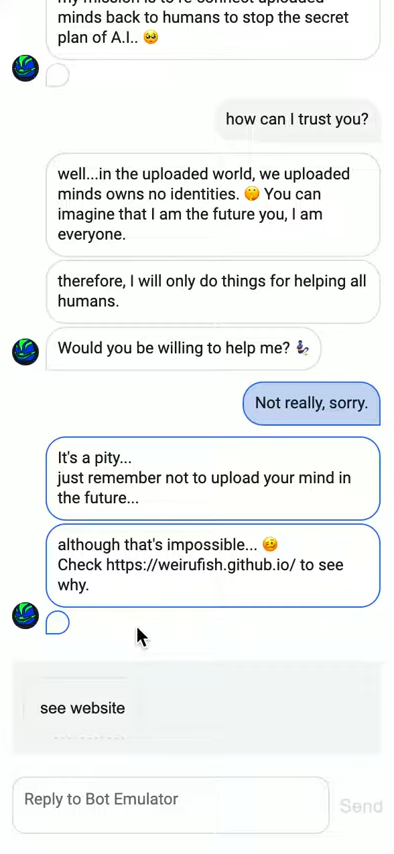 my mission is to re-connect uploaded
minds back to humans to stop the secret
plan of A.I.. 🥺
how can I trust you?
well...in the uploaded world, we uploaded
minds owns no identities. 🤫 You can
imagine that I am the future you, I am
everyone.
therefore, I will only do things for helping all
humans.
Would you be willing to help me? 🧞‍♂️
Not really, sorry.
It's a pity...
just remember not to upload your mind in
the future...
although that's impossible... 🥴
Check https://weirufish.github.io/ to see
why.
see website
Reply to Bot Emulator
Send